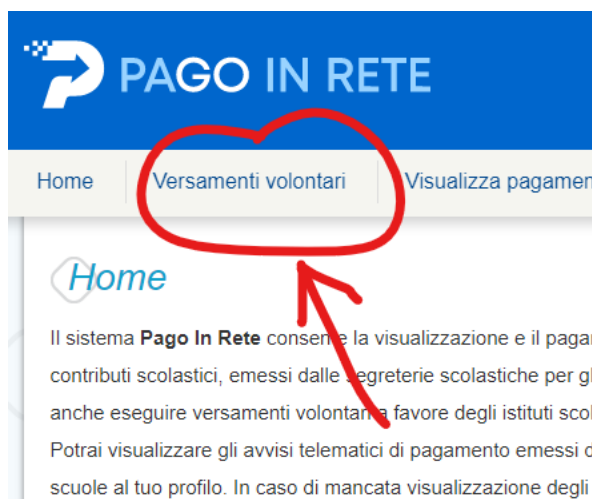 PAGO IN RETE
Home
Versamenti volontari
Visualizza
Home
Il sistema Pago In Rete consente la visualizzazione e il
contributi scolastici, emessi dalle segreterie scolastiche per
anche eseguire versamenti volontari a favore degli istituti
Potrai visualizzare gli avvisi telematici di pagamento emessi
scuole al tuo profilo. In caso di mancata visualizzazione degli